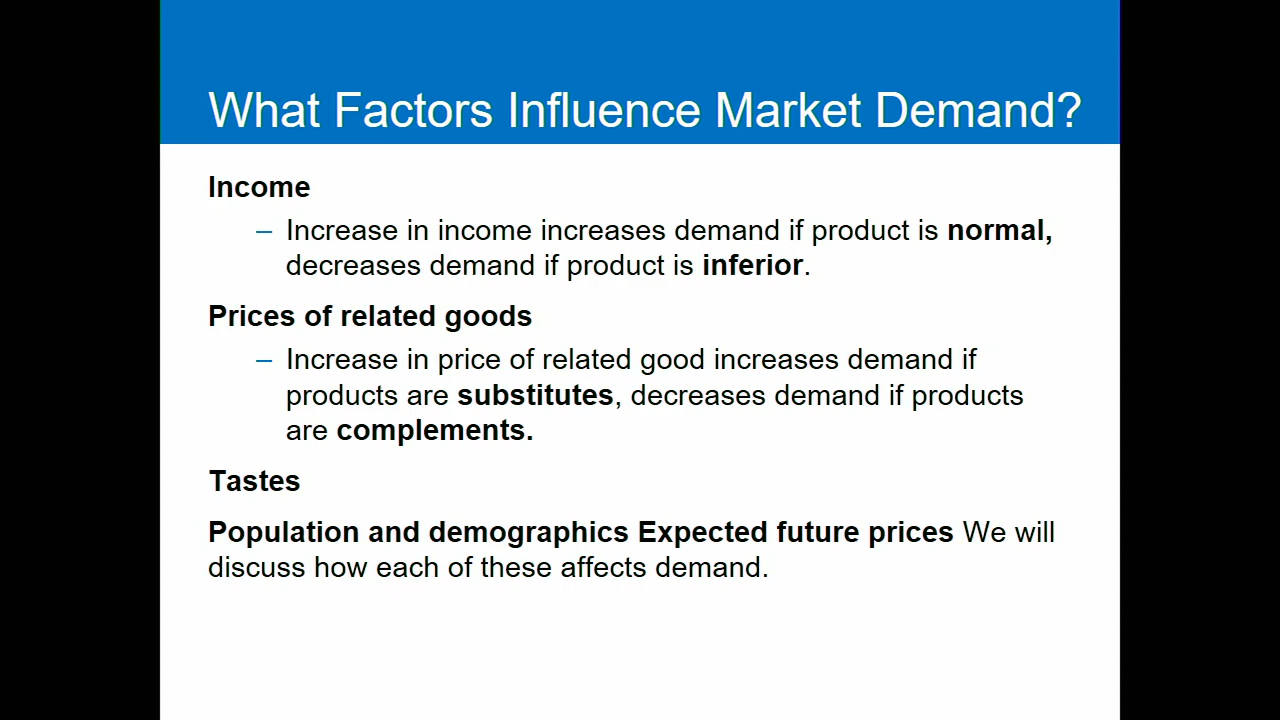 What Factors Influence Market Demand?
Income
– Increase in income increases demand if product is normal,
decreases demand if product is inferior.
Prices of related goods
– Increase in price of related good increases demand if
products are substitutes, decreases demand if products
are complements.
Tastes
Population and demographics Expected future prices We will
discuss how each of these affects demand.